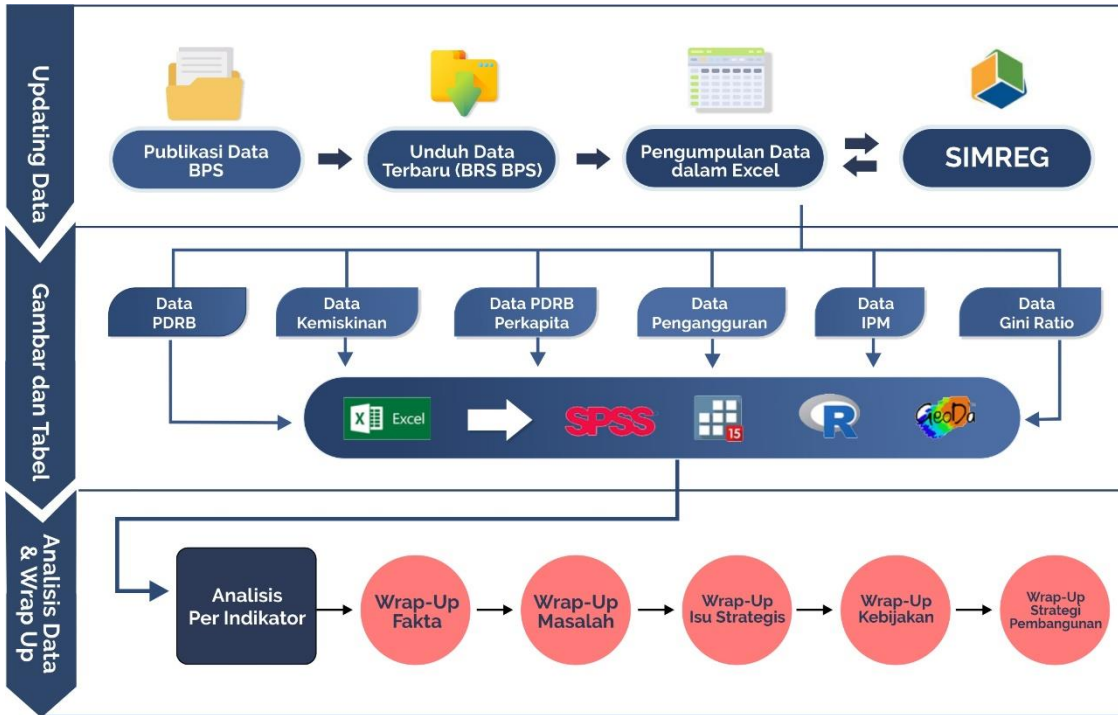 Updating Data
Publikasi Data
BPS
Unduh Data
Terbaru (BRS BPS)
Pengumpulan Data
dalam Excel
SIMREG
Gambar dan Tabel
Data
PDRB
Data
Kemiskinan
Data PDRB
Perkapita
Data
Pengangguran
Data
IPM
Data
Gini Ratio
X Excel
SPSS
15
R
GeoDa
Analisis Data
& Wrap Up
Analisis
Per Indikator
Wrap-Up
Fakta
Wrap-Up
Masalah
Wrap-Up
Isu Strategis
Wrap-Up
Kebijakan
Wrap-Up
Strategi
Pembangunan